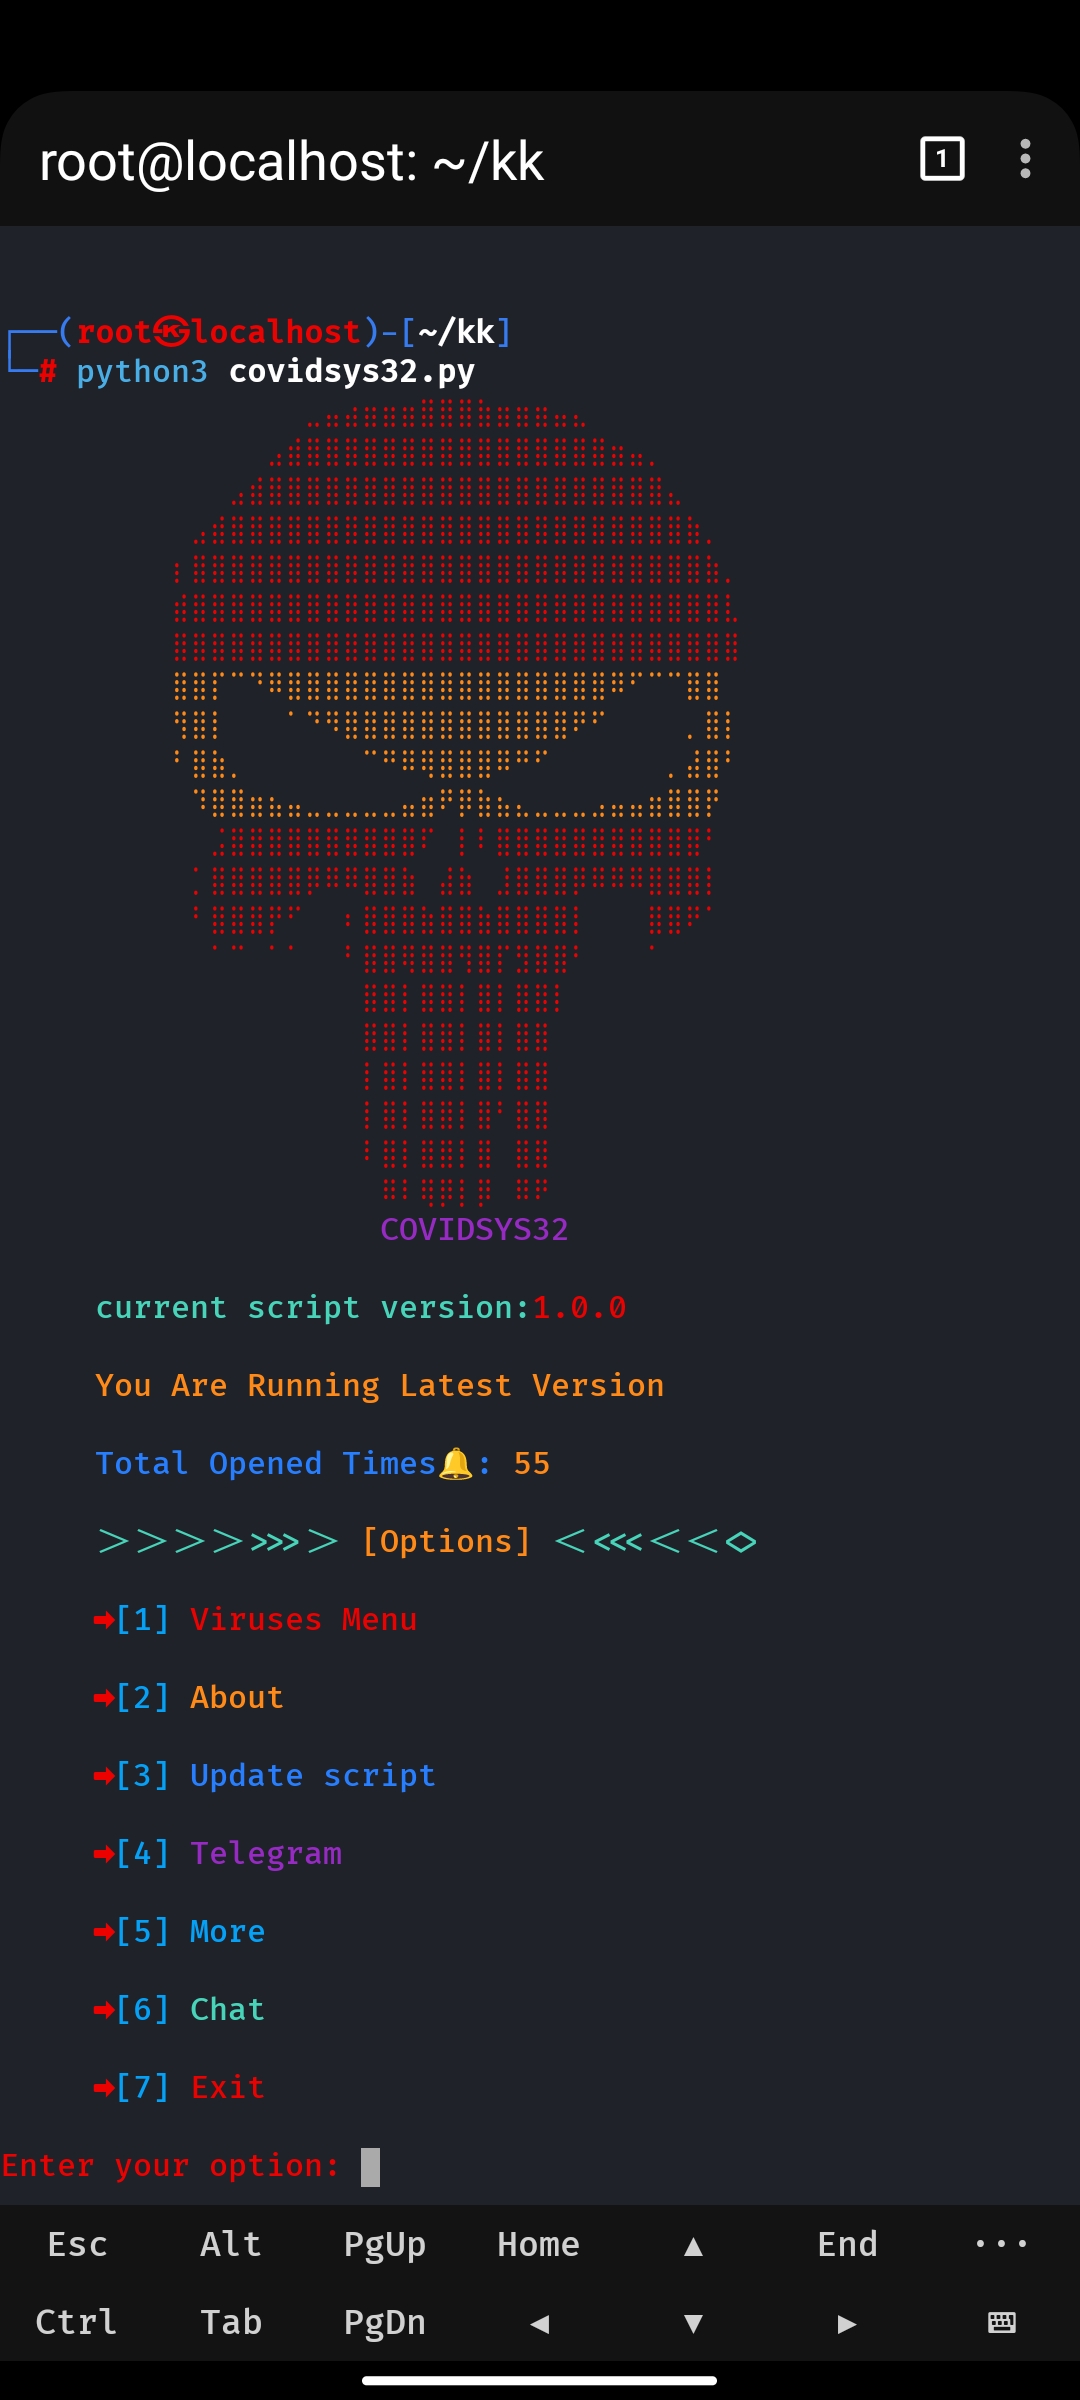 root@localhost: ~/kk
1
┌──(root㉿localhost)-[~/kk]
└─# python3 covidsys32.py
COVIDSYS32
current script version:1.0.0
You Are Running Latest Version
Total Opened Times🔔: 55
>>>>>>>> [Options] <<<<<<<>
➡[1] Viruses Menu
➡[2] About
➡[3] Update script
➡[4] Telegram
➡[5] More
➡[6] Chat
➡[7] Exit
Enter your option:
Esc Alt PgUp Home ▲ End ···
Ctrl Tab PgDn ◀ ▼ ▶ ⌨